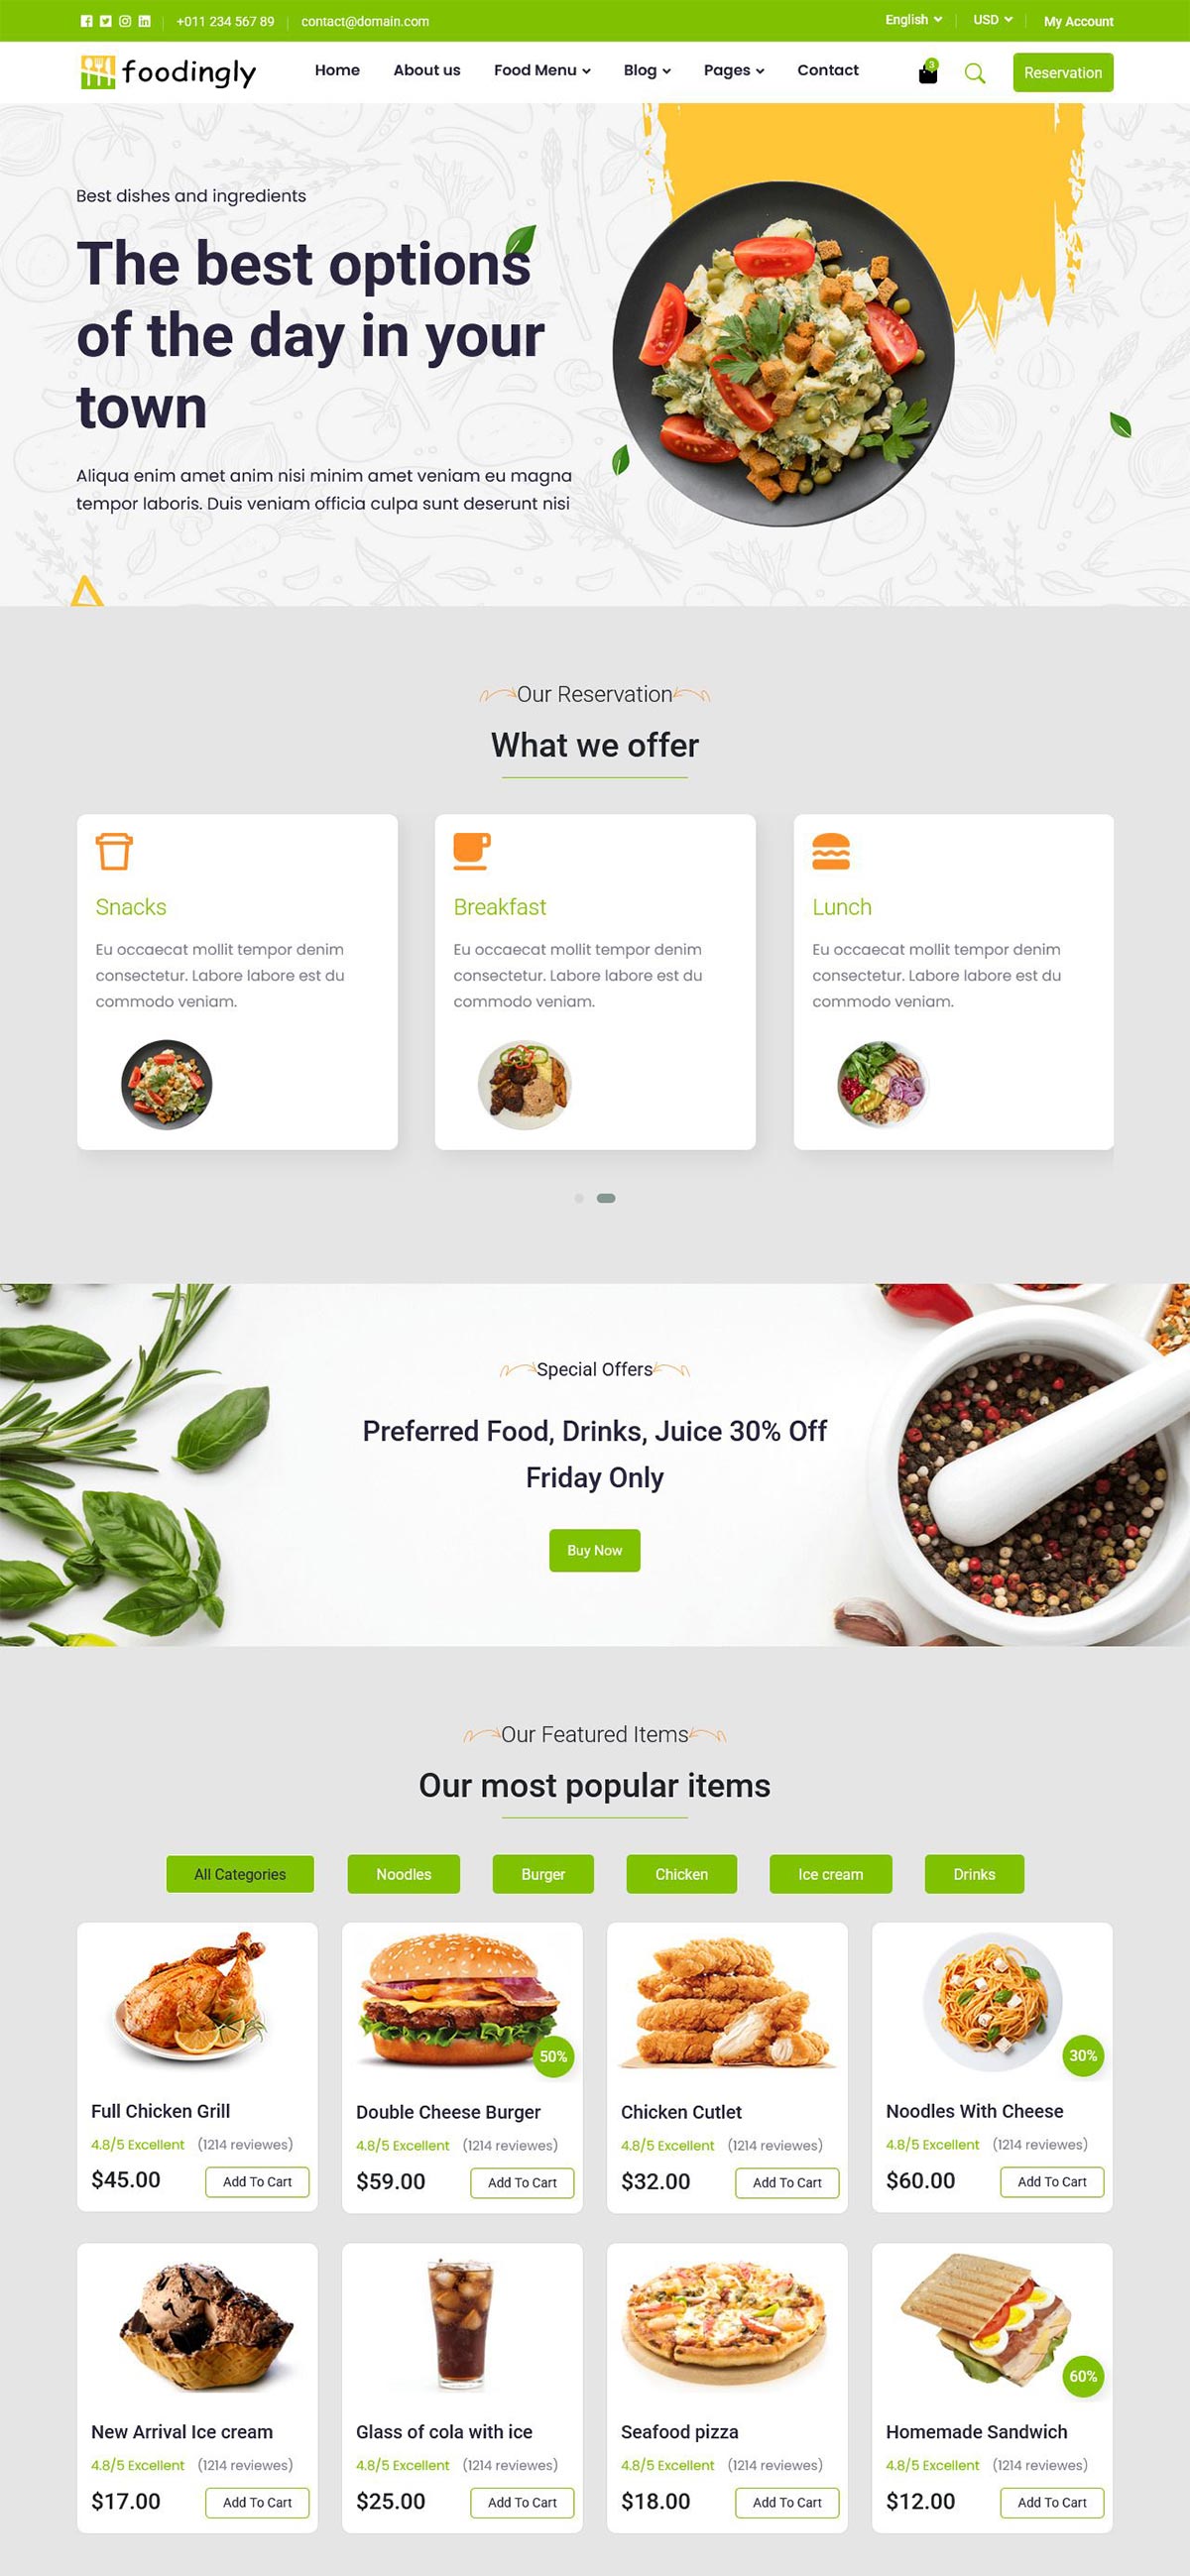 +011 234 567 89
contact@domain.com
English
USD
My Account
foodingly
Home
About us
Food Menu
Blog
Pages
Contact
3
Reservation
Best dishes and ingredients
The best options
of the day in your
town
Aliqua enim amet anim nisi minim amet veniam eu magna
tempor laboris. Duis veniam officia culpa sunt deserunt nisi
Our Reservation
What we offer
Snacks
Eu occaecat mollit tempor denim
consectetur. Labore labore est du
commodo veniam.
Breakfast
Eu occaecat mollit tempor denim
consectetur. Labore labore est du
commodo veniam.
Lunch
Eu occaecat mollit tempor denim
consectetur. Labore labore est du
commodo veniam.
Special Offers
Preferred Food, Drinks, Juice 30% Off
Friday Only
Buy Now
Our Featured Items
Our most popular items
All Categories
Noodles
Burger
Chicken
Ice cream
Drinks
Full Chicken Grill
4.8/5 Excellent (1214 reviewes)
$45.00
Add To Cart
50%
Double Cheese Burger
4.8/5 Excellent (1214 reviewes)
$59.00
Add To Cart
Chicken Cutlet
4.8/5 Excellent (1214 reviewes)
$32.00
Add To Cart
30%
Noodles With Cheese
4.8/5 Excellent (1214 reviewes)
$60.00
Add To Cart
New Arrival Ice cream
4.8/5 Excellent (1214 reviewes)
$17.00
Add To Cart
Glass of cola with ice
4.8/5 Excellent (1214 reviewes)
$25.00
Add To Cart
Seafood pizza
4.8/5 Excellent (1214 reviewes)
$18.00
Add To Cart
60%
Homemade Sandwich
4.8/5 Excellent (1214 reviewes)
$12.00
Add To Cart